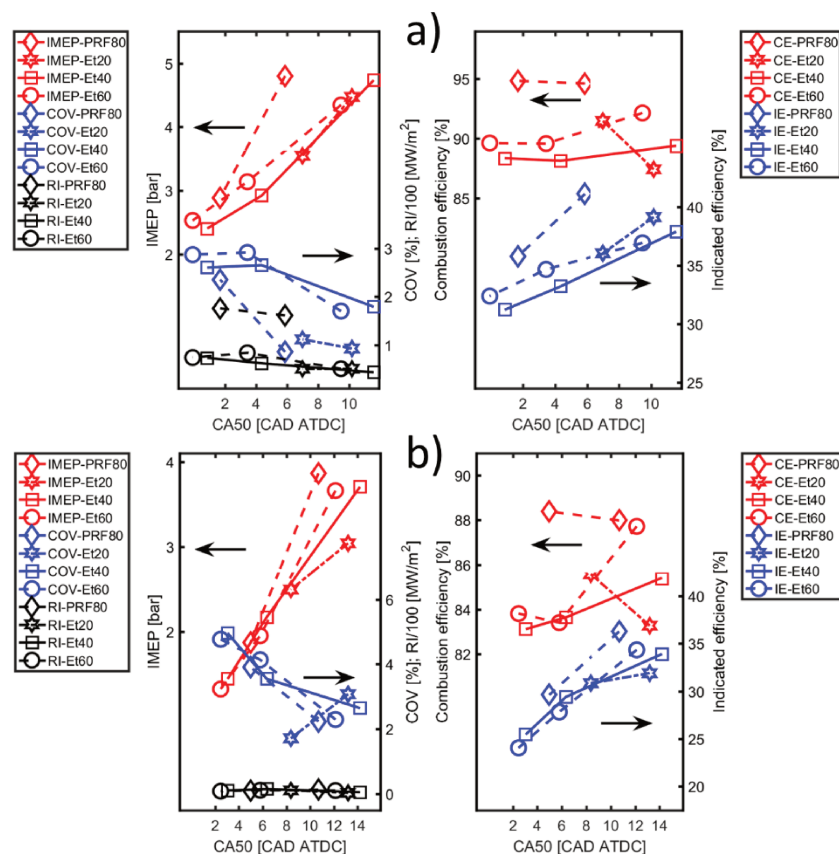 a)
IMEP-PRF80
IMEP-Et20
IMEP-Et40
IMEP-Et60
COV-PRF80
COV-Et20
COV-Et40
COV-Et60
RI-PRF80
RI-Et20
RI-Et40
RI-Et60
5
4
3
2
IMEP [bar]
3
2
1
COV [%]; RI/100 [MW/m²]
2 4 6 8 10
CA50 [CAD ATDC]
95
90
85
Combustion efficiency [%]
40
35
30
25
Indicated efficiency [%]
2 4 6 8 10
CA50 [CAD ATDC]
CE-PRF80
CE-Et20
CE-Et40
CE-Et60
IE-PRF80
IE-Et20
IE-Et40
IE-Et60
b)
IMEP-PRF80
IMEP-Et20
IMEP-Et40
IMEP-Et60
COV-PRF80
COV-Et20
COV-Et40
COV-Et60
RI-PRF80
RI-Et20
RI-Et40
RI-Et60
4
3
2
IMEP [bar]
6
4
2
0
COV [%]; RI/100 [MW/m²]
2 4 6 8 10 12 14
CA50 [CAD ATDC]
90
88
86
84
82
Combustion efficiency [%]
40
35
30
25
20
Indicated efficiency [%]
2 4 6 8 10 12 14
CA50 [CAD ATDC]
CE-PRF80
CE-Et20
CE-Et40
CE-Et60
IE-PRF80
IE-Et20
IE-Et40
IE-Et60